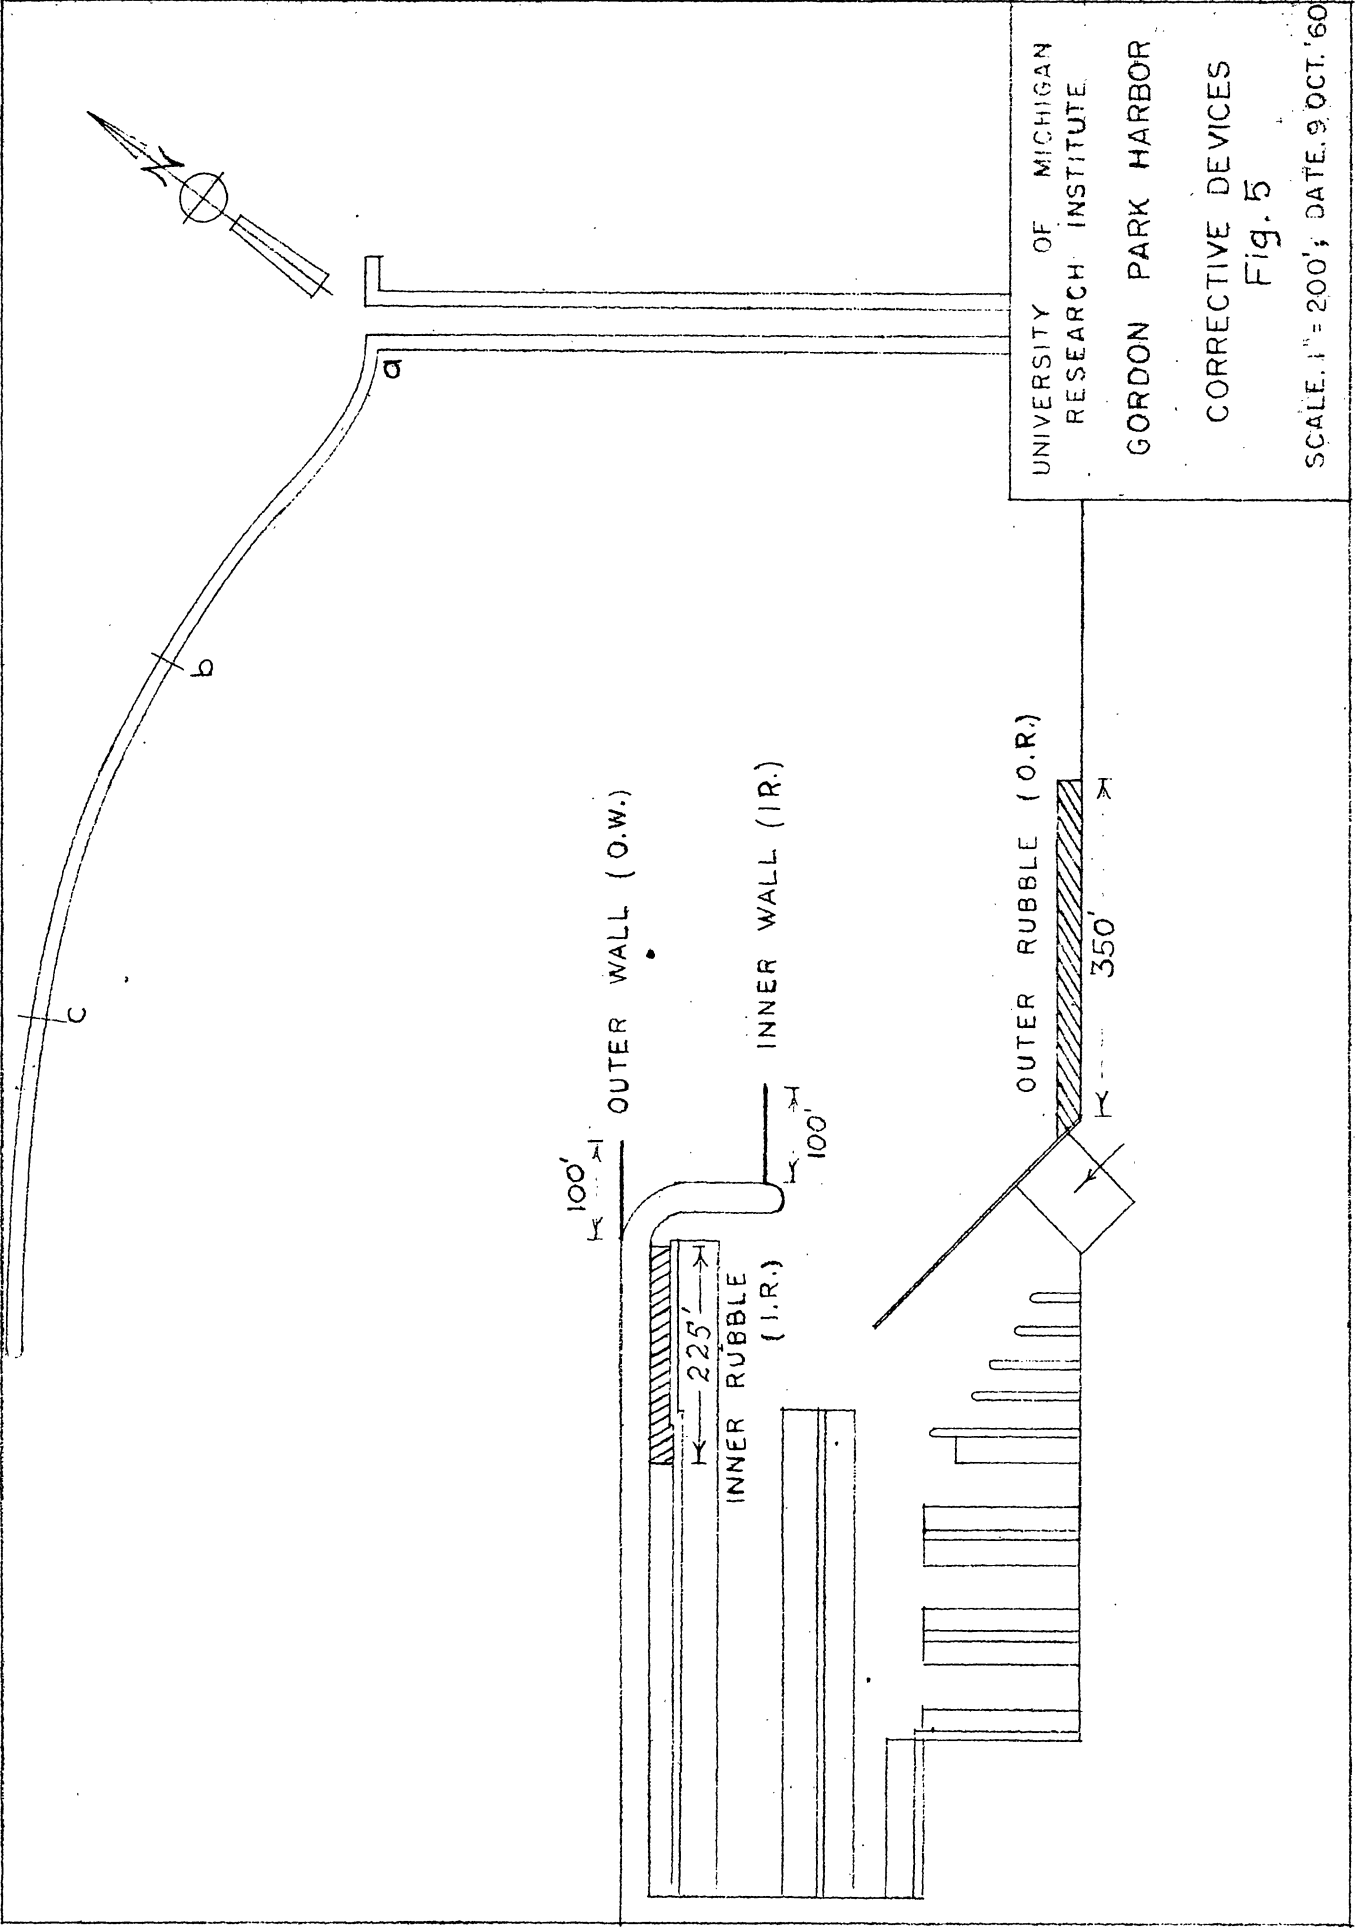 N
a
b
c
OUTER WALL (O.W.)
100'
INNER WALL (IR.)
100'
225'
INNER RUBBLE
(I.R.)
OUTER RUBBLE (O.R.)
350'
UNIVERSITY OF MICHIGAN
RESEARCH INSTITUTE
GORDON PARK HARBOR
CORRECTIVE DEVICES
Fig. 5
SCALE. 1" = 200'; DATE. 9 OCT. '60